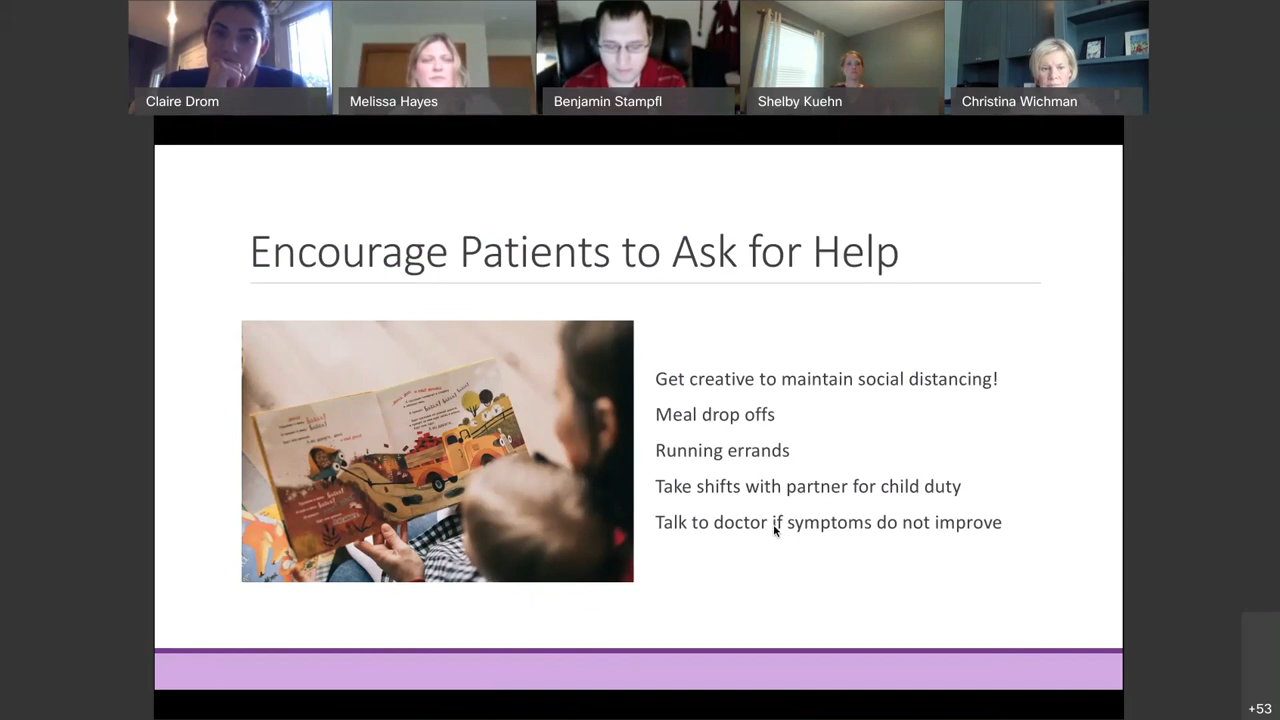 Claire Drom
Melissa Hayes
Benjamin Stampfl
Shelby Kuehn
Christina Wichman
Encourage Patients to Ask for Help
Get creative to maintain social distancing!
Meal drop offs
Running errands
Take shifts with partner for child duty
Talk to doctor if symptoms do not improve
+53